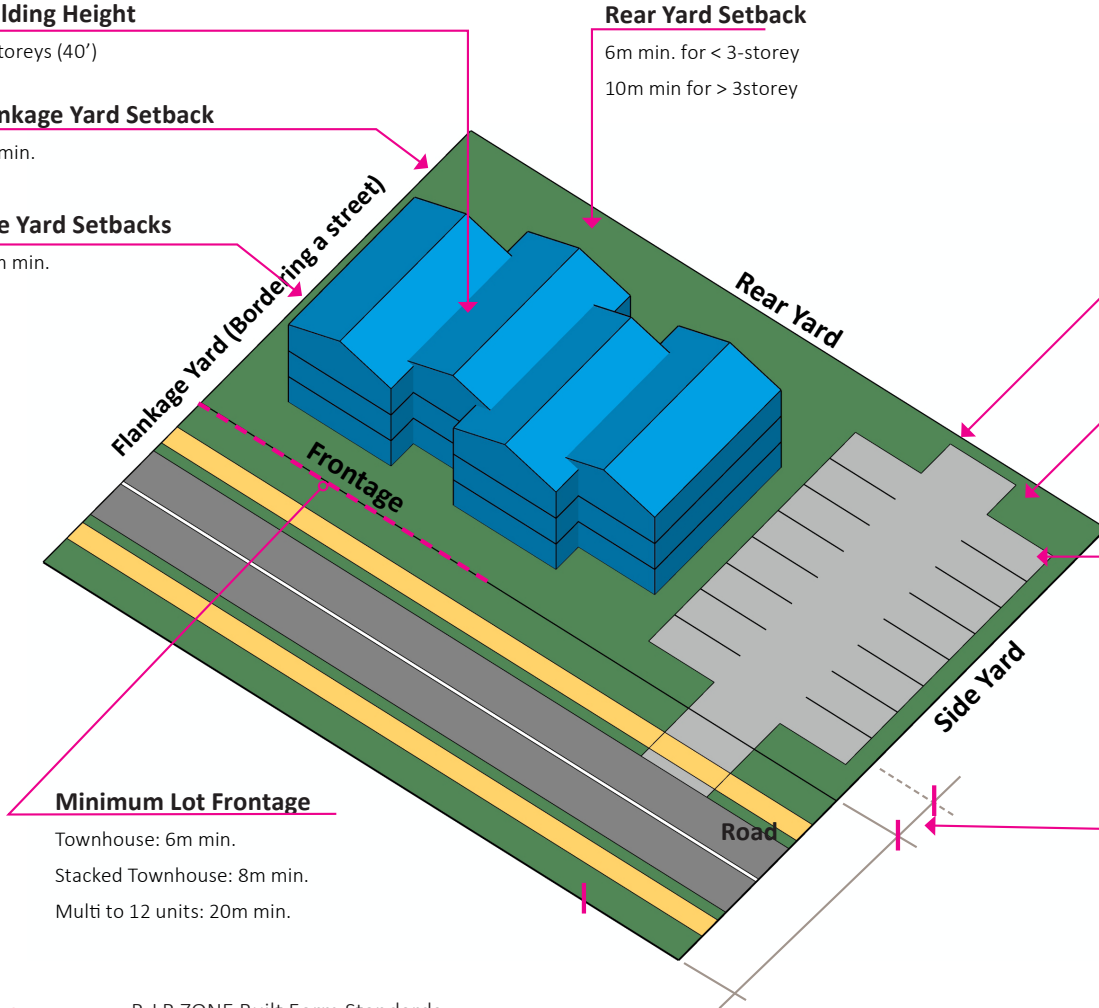 lding Height
toreys (40’)
Rear Yard Setback
6m min. for < 3-storey
10m min for > 3storey
nkage Yard Setback
min.
e Yard Setbacks
m min.
Flankage Yard (Bordering a street)
Rear Yard
Frontage
Side Yard
Road
Minimum Lot Frontage
Townhouse: 6m min.
Stacked Townhouse: 8m min.
Multi to 12 units: 20m min.